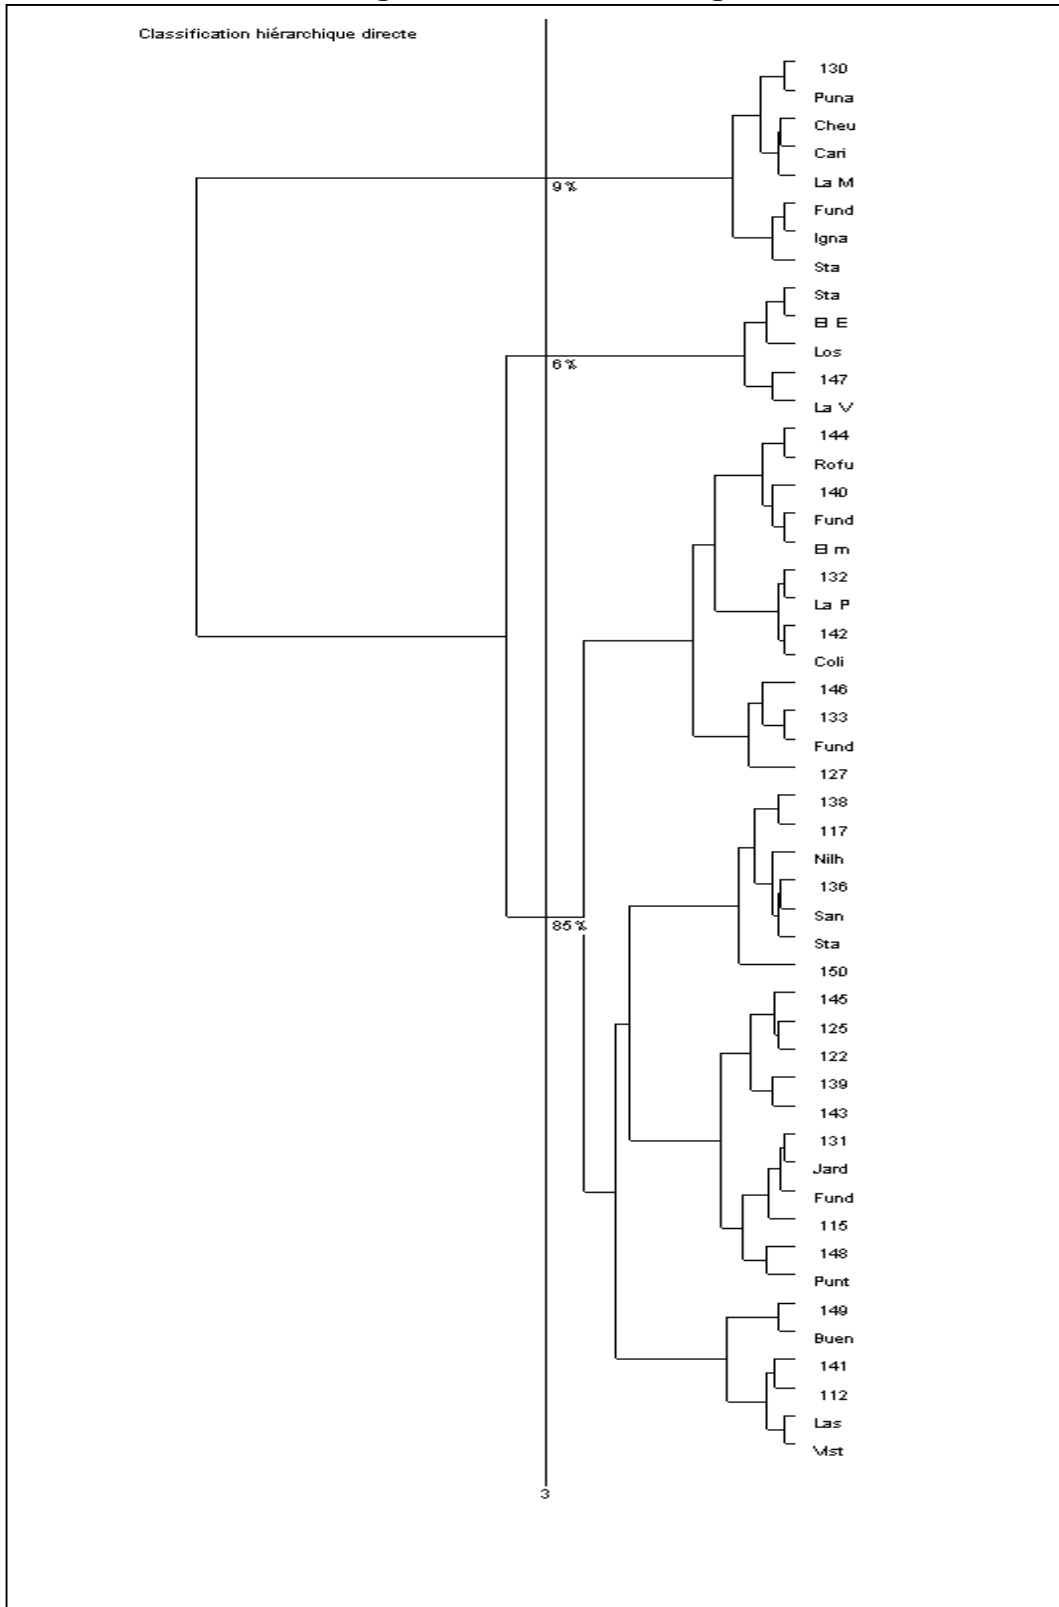 Classification hiérarchique directe
130
Puna
Cheu
Cari
La M
9 %
Fund
Igna
Sta
Sta
El E
Los
6 %
147
La V
144
Rofu
140
Fund
El m
132
La P
142
Coli
146
133
Fund
127
138
117
Nilh
136
San
85 %
Sta
150
145
125
122
139
143
131
Jard
Fund
115
148
Punt
149
Buen
141
112
Las
Vist
3